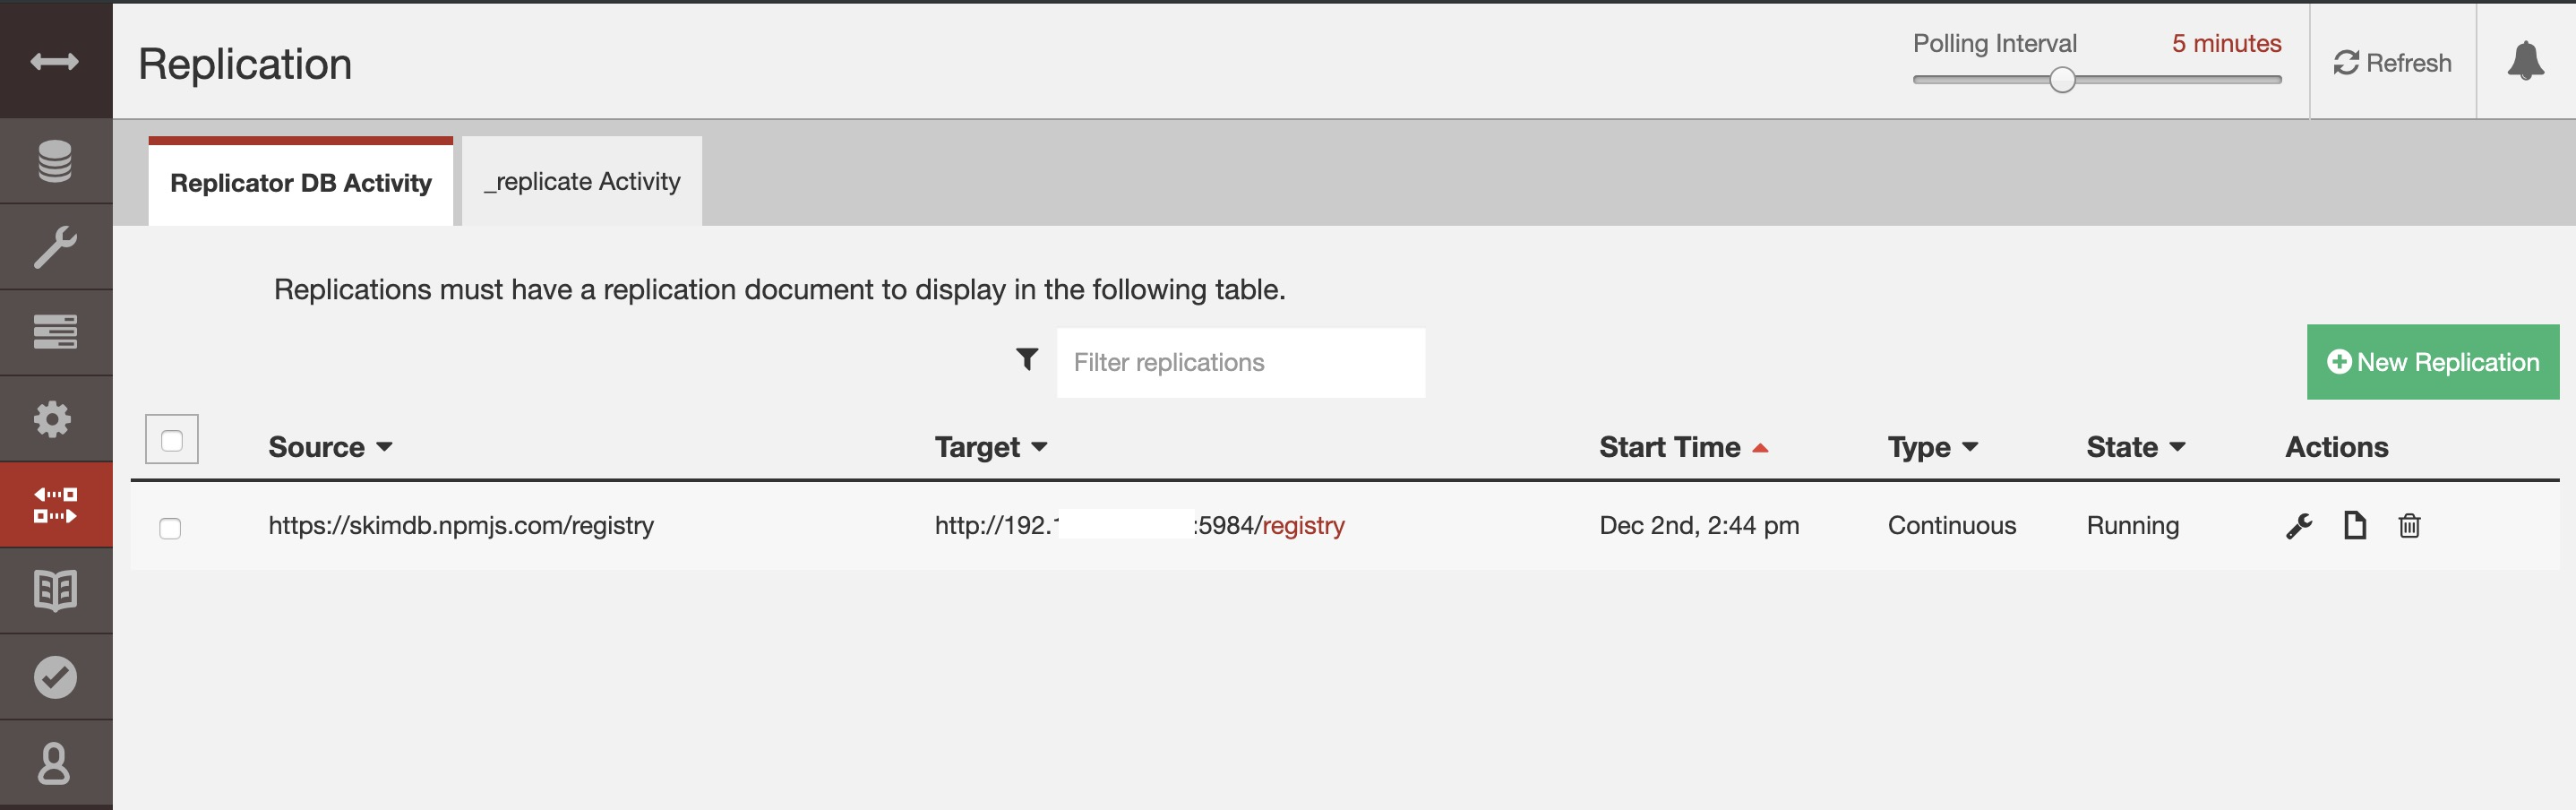 Replication
Polling Interval 5 minutes
Refresh
Replicator DB Activity
_replicate Activity
Replications must have a replication document to display in the following table.
Filter replications
New Replication
Source Target Start Time Type State Actions
https://skimdb.npmjs.com/registry http://192. :5984/registry Dec 2nd, 2:44 pm Continuous Running